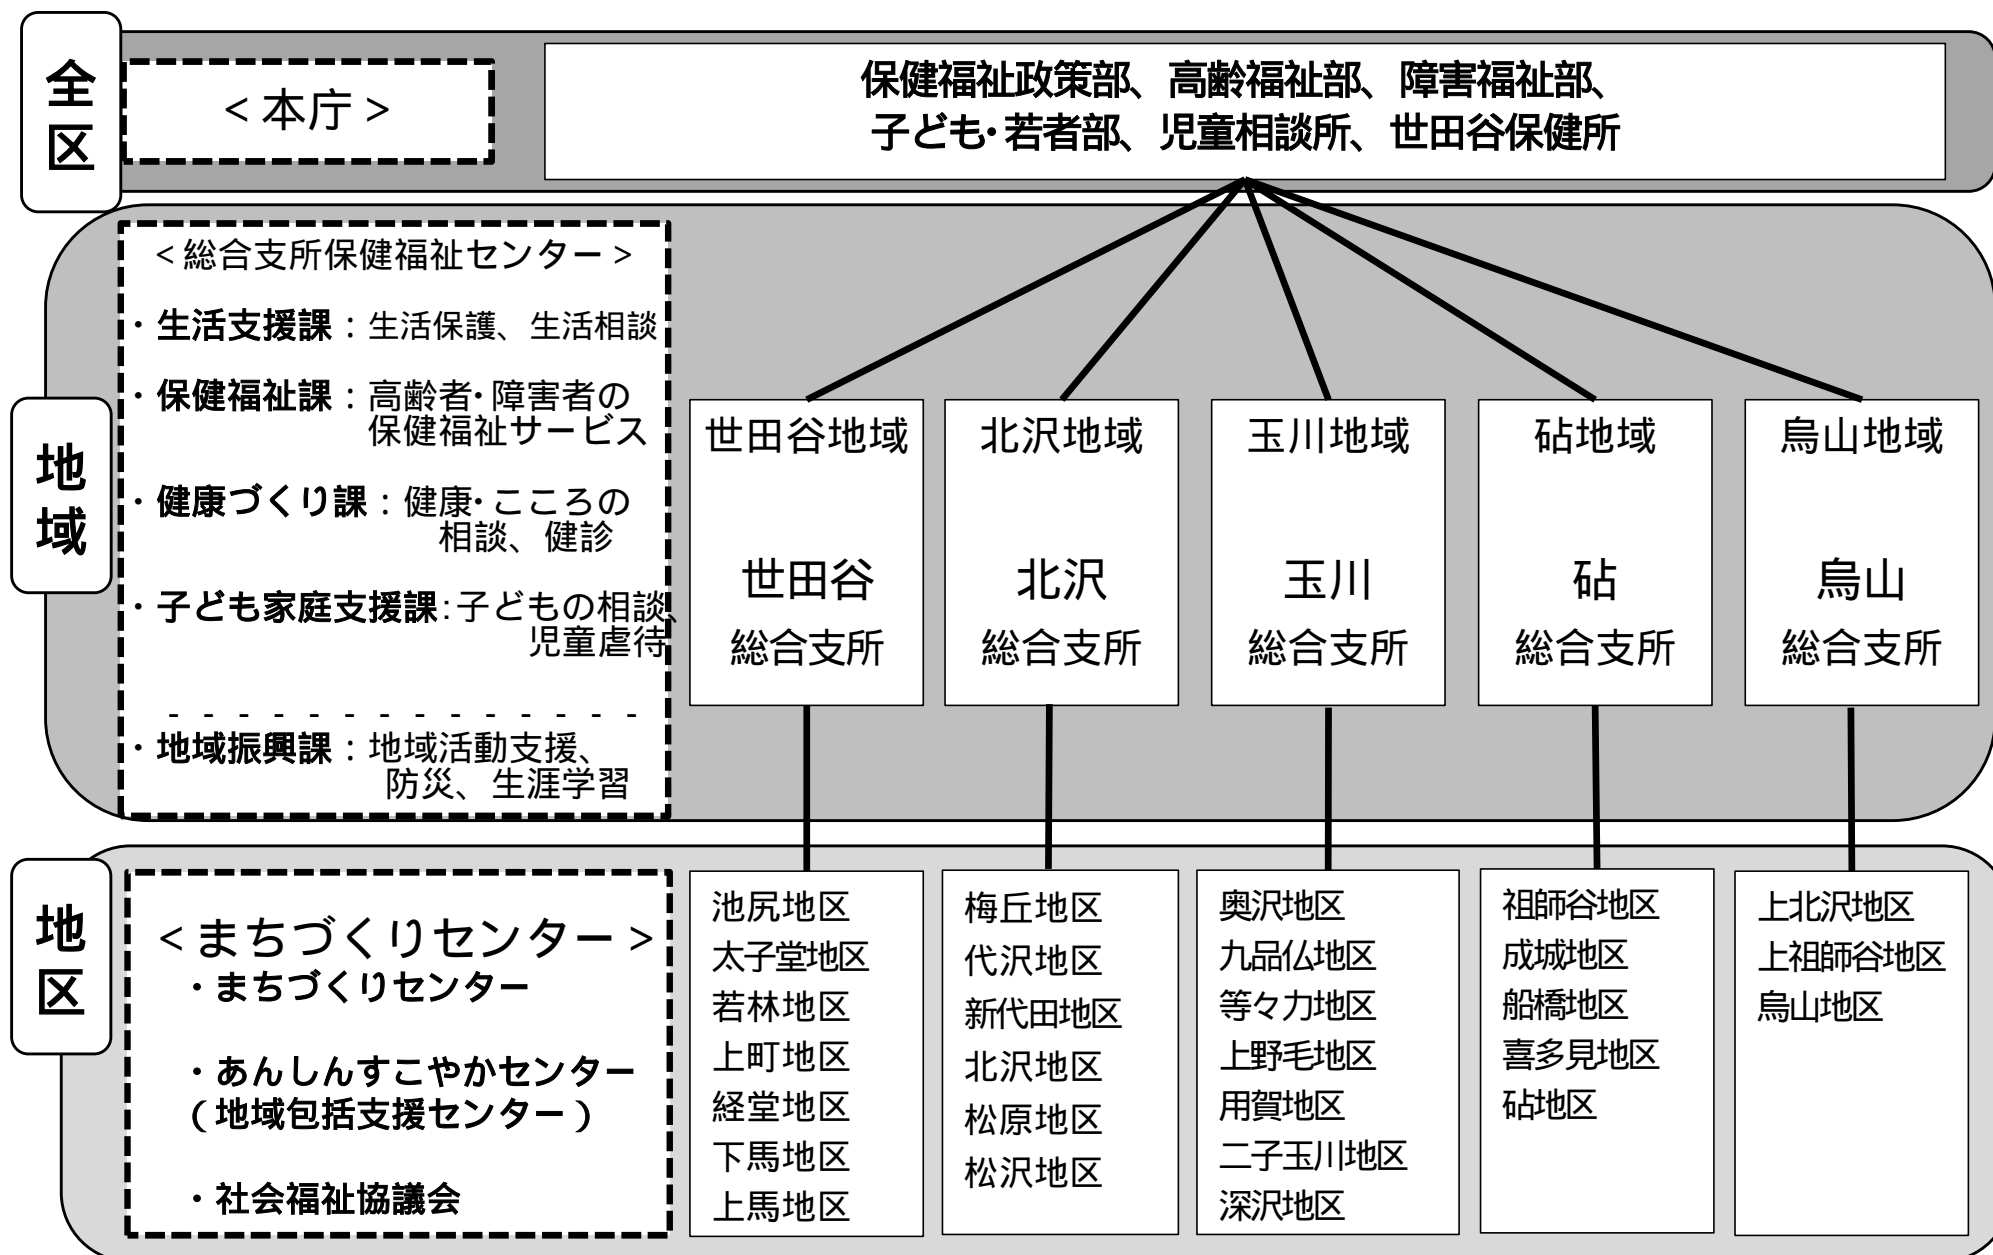 全区
<本庁>
保健福祉政策部、高齢福祉部、障害福祉部、
子ども・若者部、児童相談所、世田谷保健所
地域
<総合支所保健福祉センター>
・生活支援課：生活保護、生活相談
・保健福祉課：高齢者・障害者の
保健福祉サービス
・健康づくり課：健康・こころの
相談、健診
・子ども家庭支援課：子どもの相談、
児童虐待
- - - - - - - - - - - - - -
・地域振興課：地域活動支援、
防災、生涯学習
世田谷地域
世田谷
総合支所
北沢地域
北沢
総合支所
玉川地域
玉川
総合支所
砧地域
砧
総合支所
烏山地域
烏山
総合支所
地区
<まちづくりセンター>
・まちづくりセンター
・あんしんすこやかセンター
（地域包括支援センター）
・社会福祉協議会
池尻地区
太子堂地区
若林地区
上町地区
経堂地区
下馬地区
上馬地区
梅丘地区
代沢地区
新代田地区
北沢地区
松原地区
松沢地区
奥沢地区
九品仏地区
等々力地区
上野毛地区
用賀地区
二子玉川地区
深沢地区
祖師谷地区
成城地区
船橋地区
喜多見地区
砧地区
上北沢地区
上祖師谷地区
烏山地区